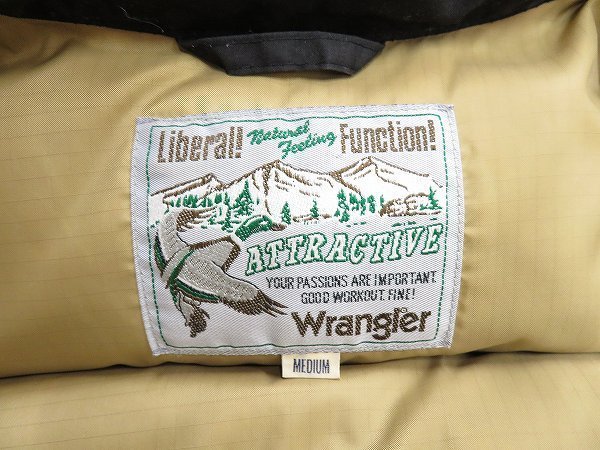 Liberal! Natural Feeling Function!
ATTRACTIVE
YOUR PASSIONS ARE IMPORTANT
GOOD WORKOUT. FINE!
Wrangler
MEDIUM